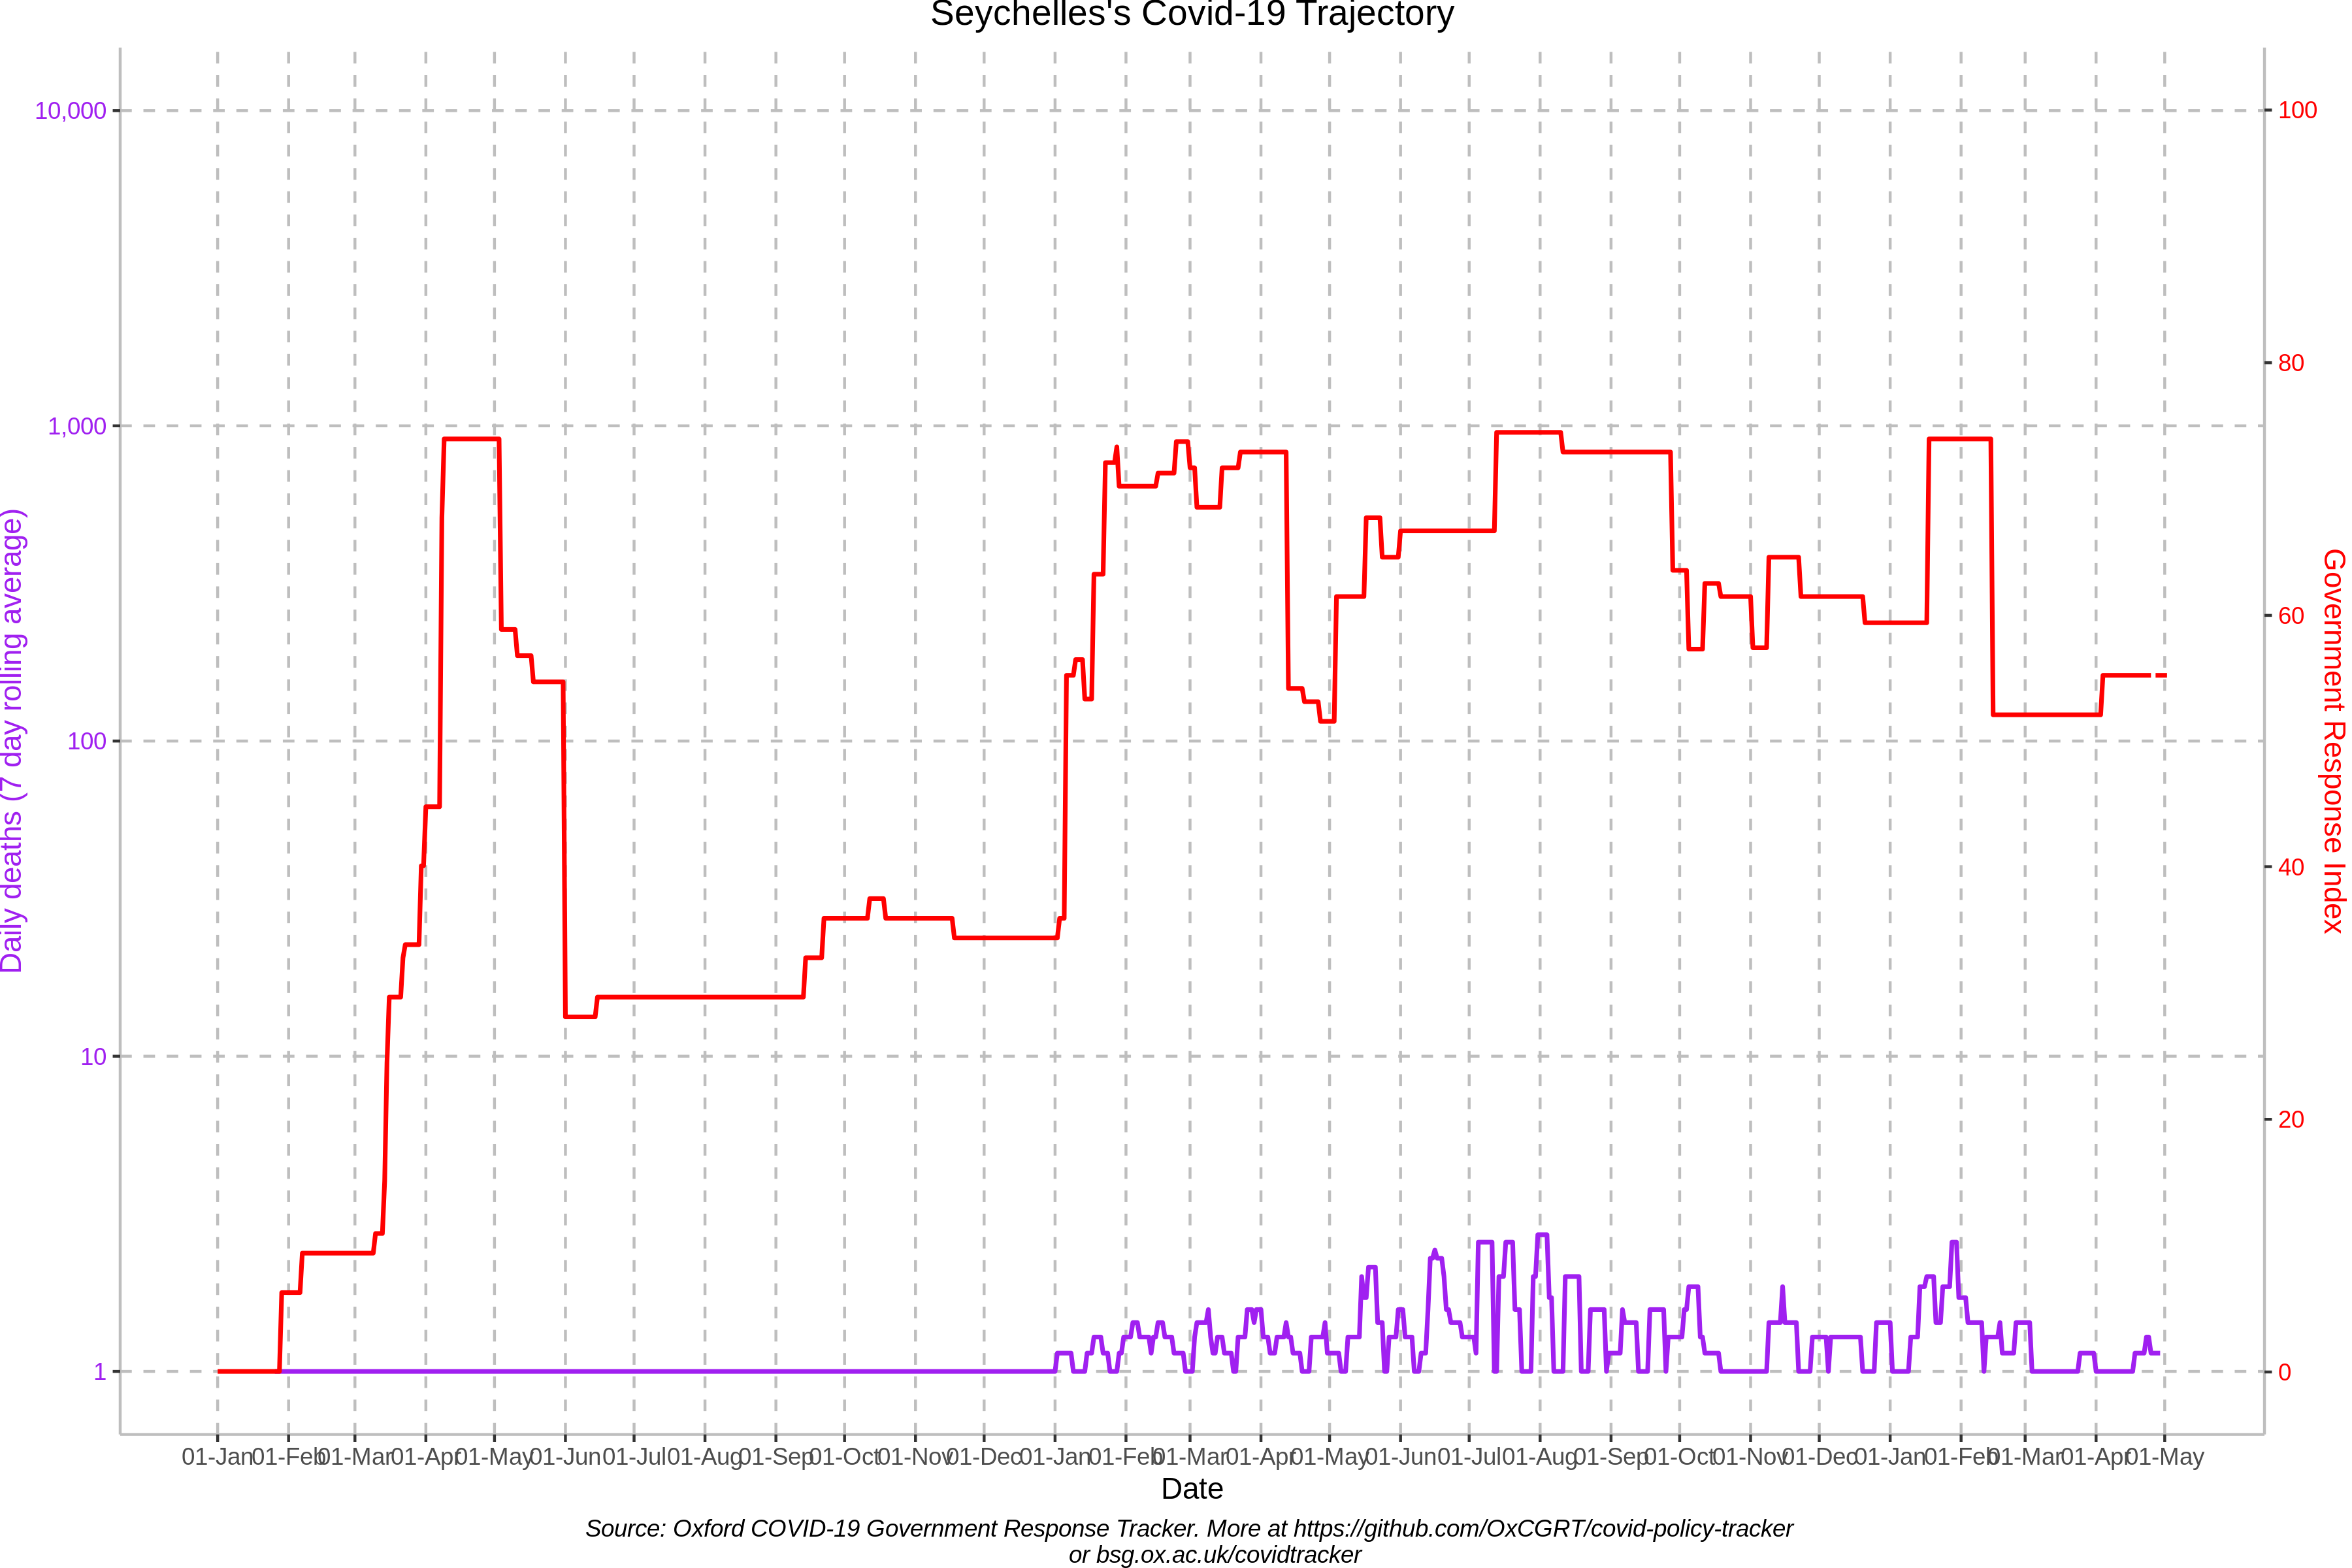 Seychelles's Covid-19 Trajectory
10,000
1,000
100
10
1
Daily deaths (7 day rolling average)
100
80
60
40
20
0
Government Response Index
01-Jan 01-Feb 01-Mar 01-Apr 01-May 01-Jun 01-Jul 01-Aug 01-Sep 01-Oct 01-Nov 01-Dec 01-Jan 01-Feb 01-Mar 01-Apr 01-May 01-Jun 01-Jul 01-Aug 01-Sep 01-Oct 01-Nov 01-Dec 01-Jan 01-Feb 01-Mar 01-Apr 01-May
Date
Source: Oxford COVID-19 Government Response Tracker. More at https://github.com/OxCGRT/covid-policy-tracker
or bsg.ox.ac.uk/covidtracker